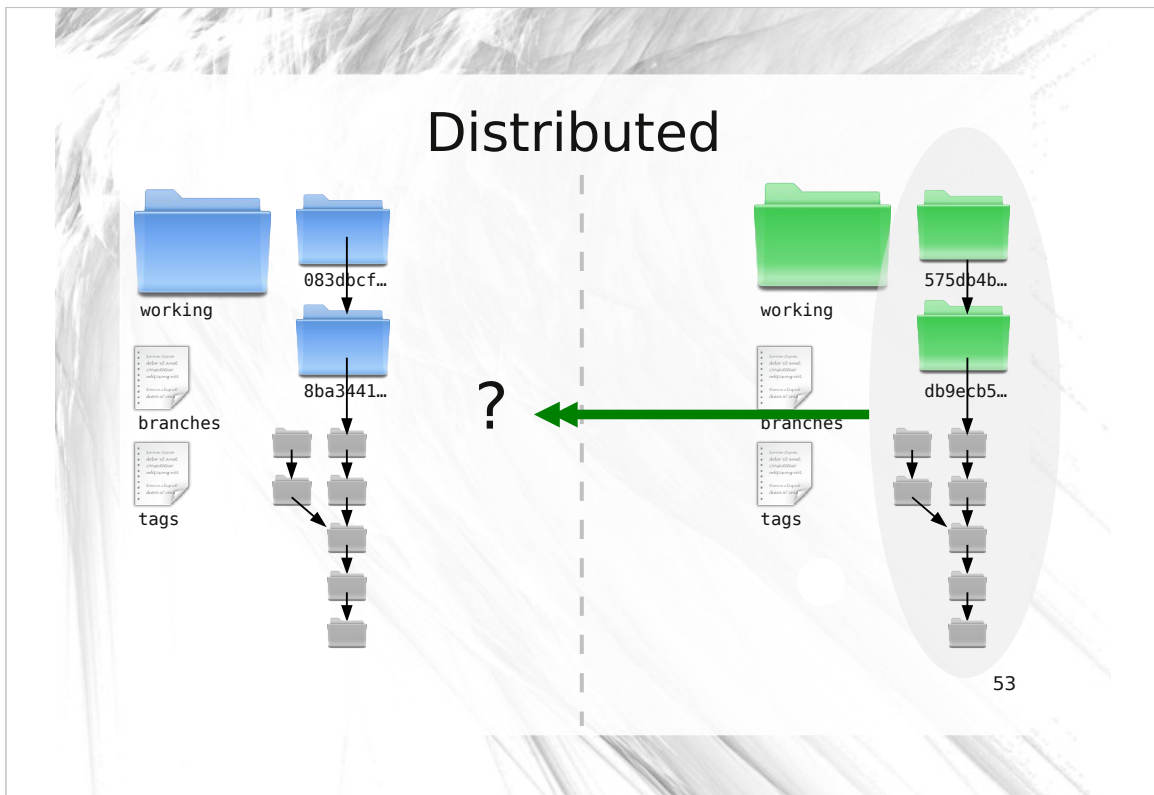 Distributed
083dbcf…
working
8ba3441…
branches
tags
?
575db4b…
working
db9ecb5…
branches
tags
53